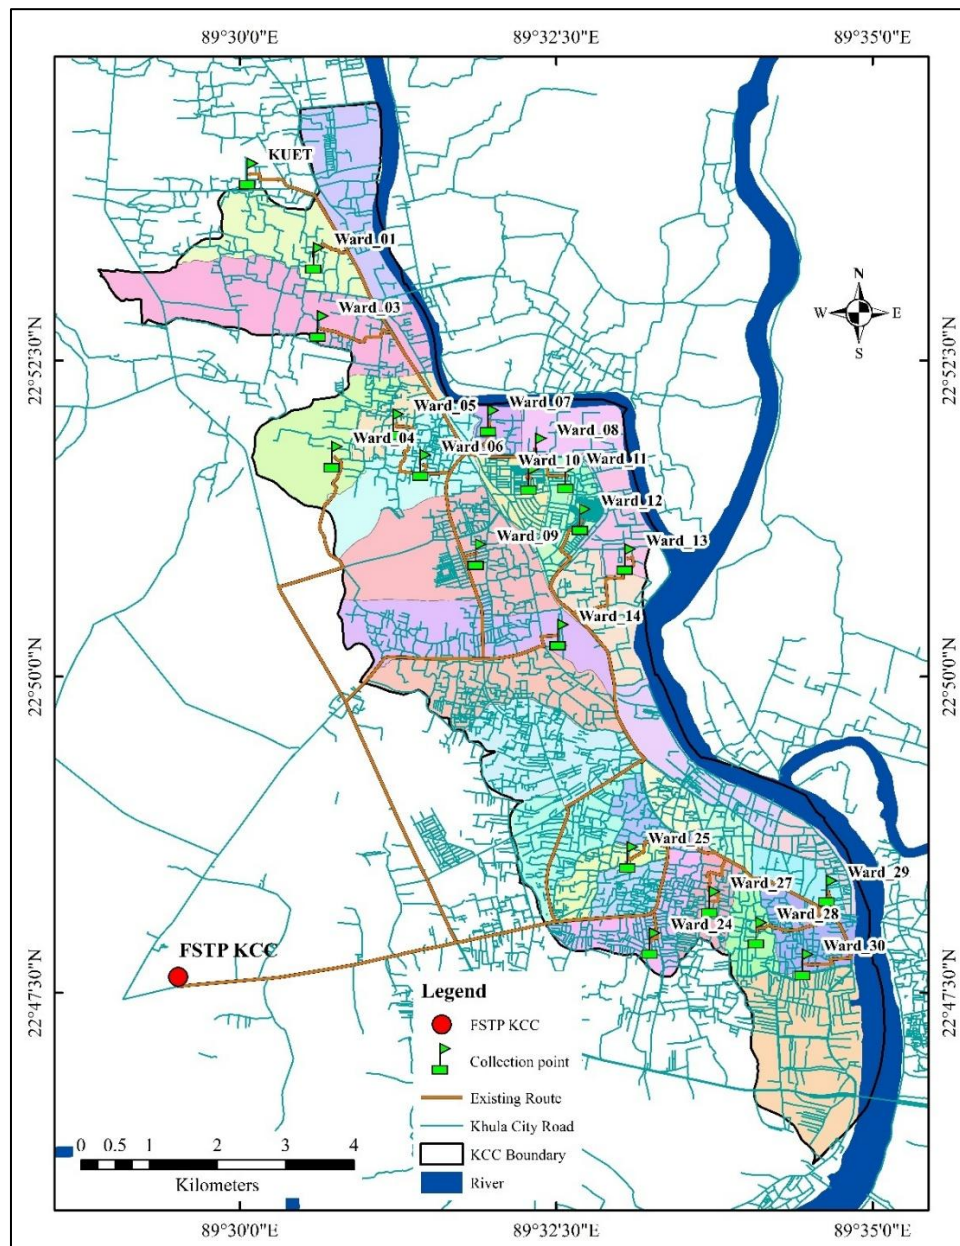 89°30'0"E 89°32'30"E 89°35'0"E
KUET
Ward_01
N
W E
S
Ward_03
22°52'30"N 22°52'30"N
Ward_05
Ward_07
Ward_04
Ward_06
Ward_08
Ward_10
Ward_11
Ward_12
Ward_09
Ward_13
Ward_14
22°50'0"N 22°50'0"N
Ward_25
Ward_27
Ward_29
Ward_24
Ward_28
Ward_30
FSTP KCC
22°47'30"N 22°47'30"N
Legend
FSTP KCC
Collection point
Existing Route
Khula City Road
KCC Boundary
River
0 0.5 1 2 3 4
Kilometers
89°30'0"E 89°32'30"E 89°35'0"E